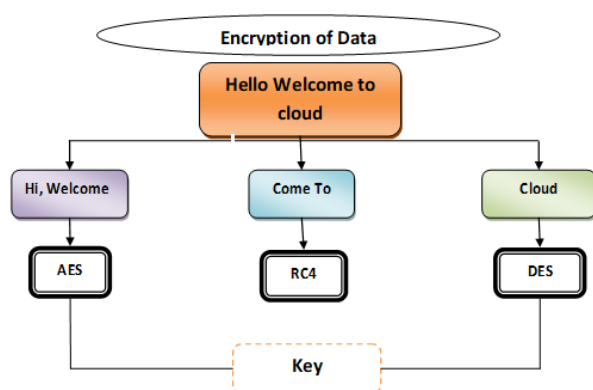 Encryption of Data
Hello Welcome to
cloud
Hi, Welcome
Come To
Cloud
AES
RC4
DES
Key